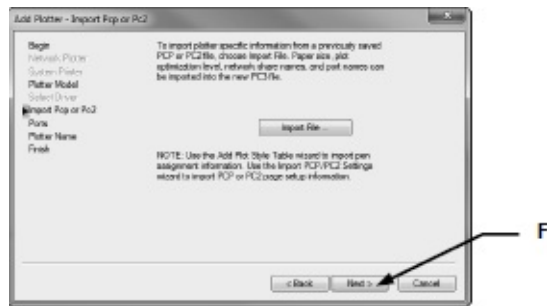 Add Plotter - Import Pcp or Pc2
Begin
Network Plotter
System Printer
Plotter Model
Select Driver
Import Pcp or Pc2
Ports
Plotter Name
Finish
To import plotter specific information from a previously saved
PCP or PC2 file, choose Import File. Paper size, plot
optimization level, network share names, and port names can
be imported into the new PC3 file.
Import File ...
NOTE: Use the Add Plot Style Table wizard to import pen
assignment information. Use the Import PCP/PC2 Settings
wizard to import PCP or PC2 page setup information.
< Back
Next >
Cancel
F